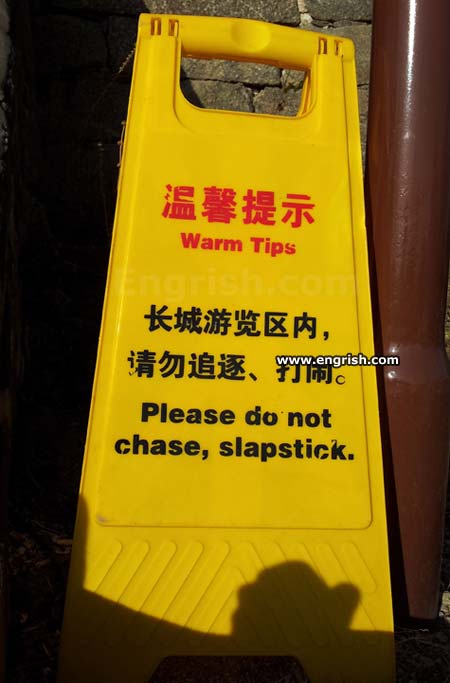 温馨提示
Warm Tips
Engrish.com
长城游览区内,
请勿追逐、打闹。
www.engrish.com
Please do not
chase, slapstick.